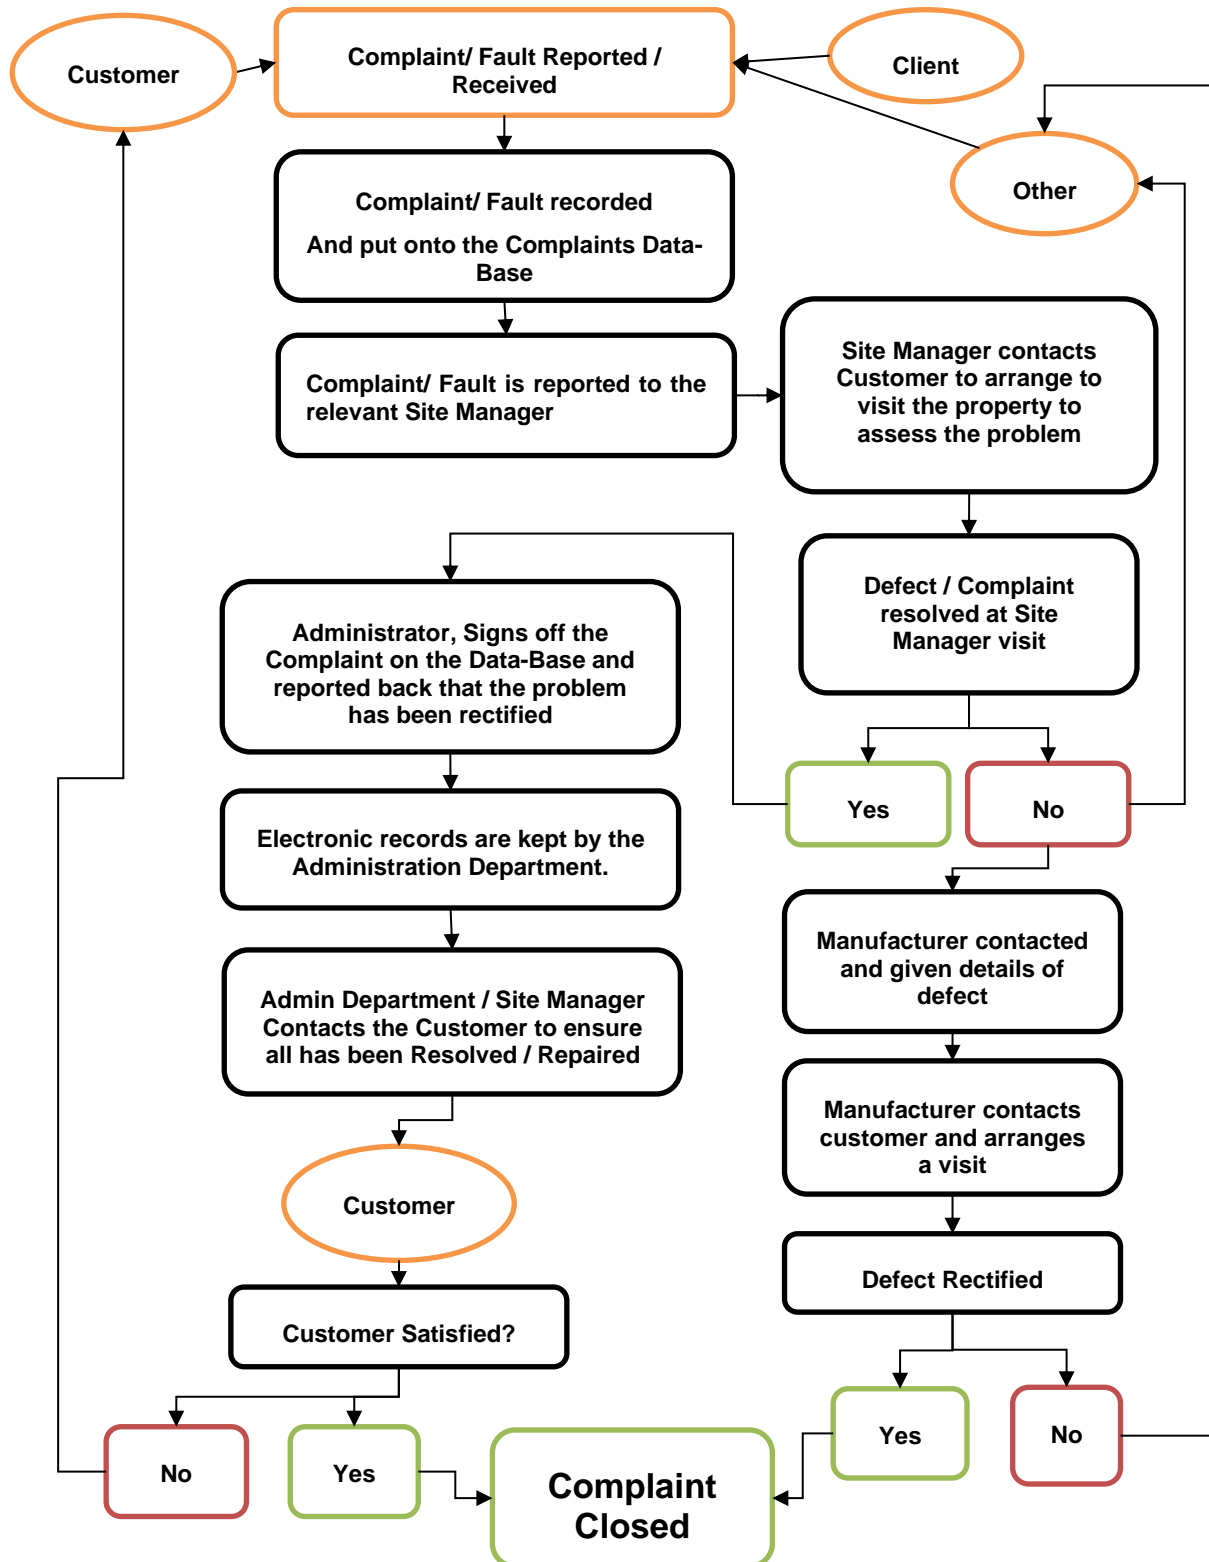 Customer
Complaint/ Fault Reported /
Received
Client
Other
Complaint/ Fault recorded
And put onto the Complaints Data-
Base
Complaint/ Fault is reported to the
relevant Site Manager
Site Manager contacts
Customer to arrange to
visit the property to
assess the problem
Defect / Complaint
resolved at Site
Manager visit
Yes
No
Administrator, Signs off the
Complaint on the Data-Base and
reported back that the problem
has been rectified
Electronic records are kept by the
Administration Department.
Admin Department / Site Manager
Contacts the Customer to ensure
all has been Resolved / Repaired
Customer
Customer Satisfied?
No
Yes
Manufacturer contacted
and given details of
defect
Manufacturer contacts
customer and arranges
a visit
Defect Rectified
Yes
No
Complaint
Closed